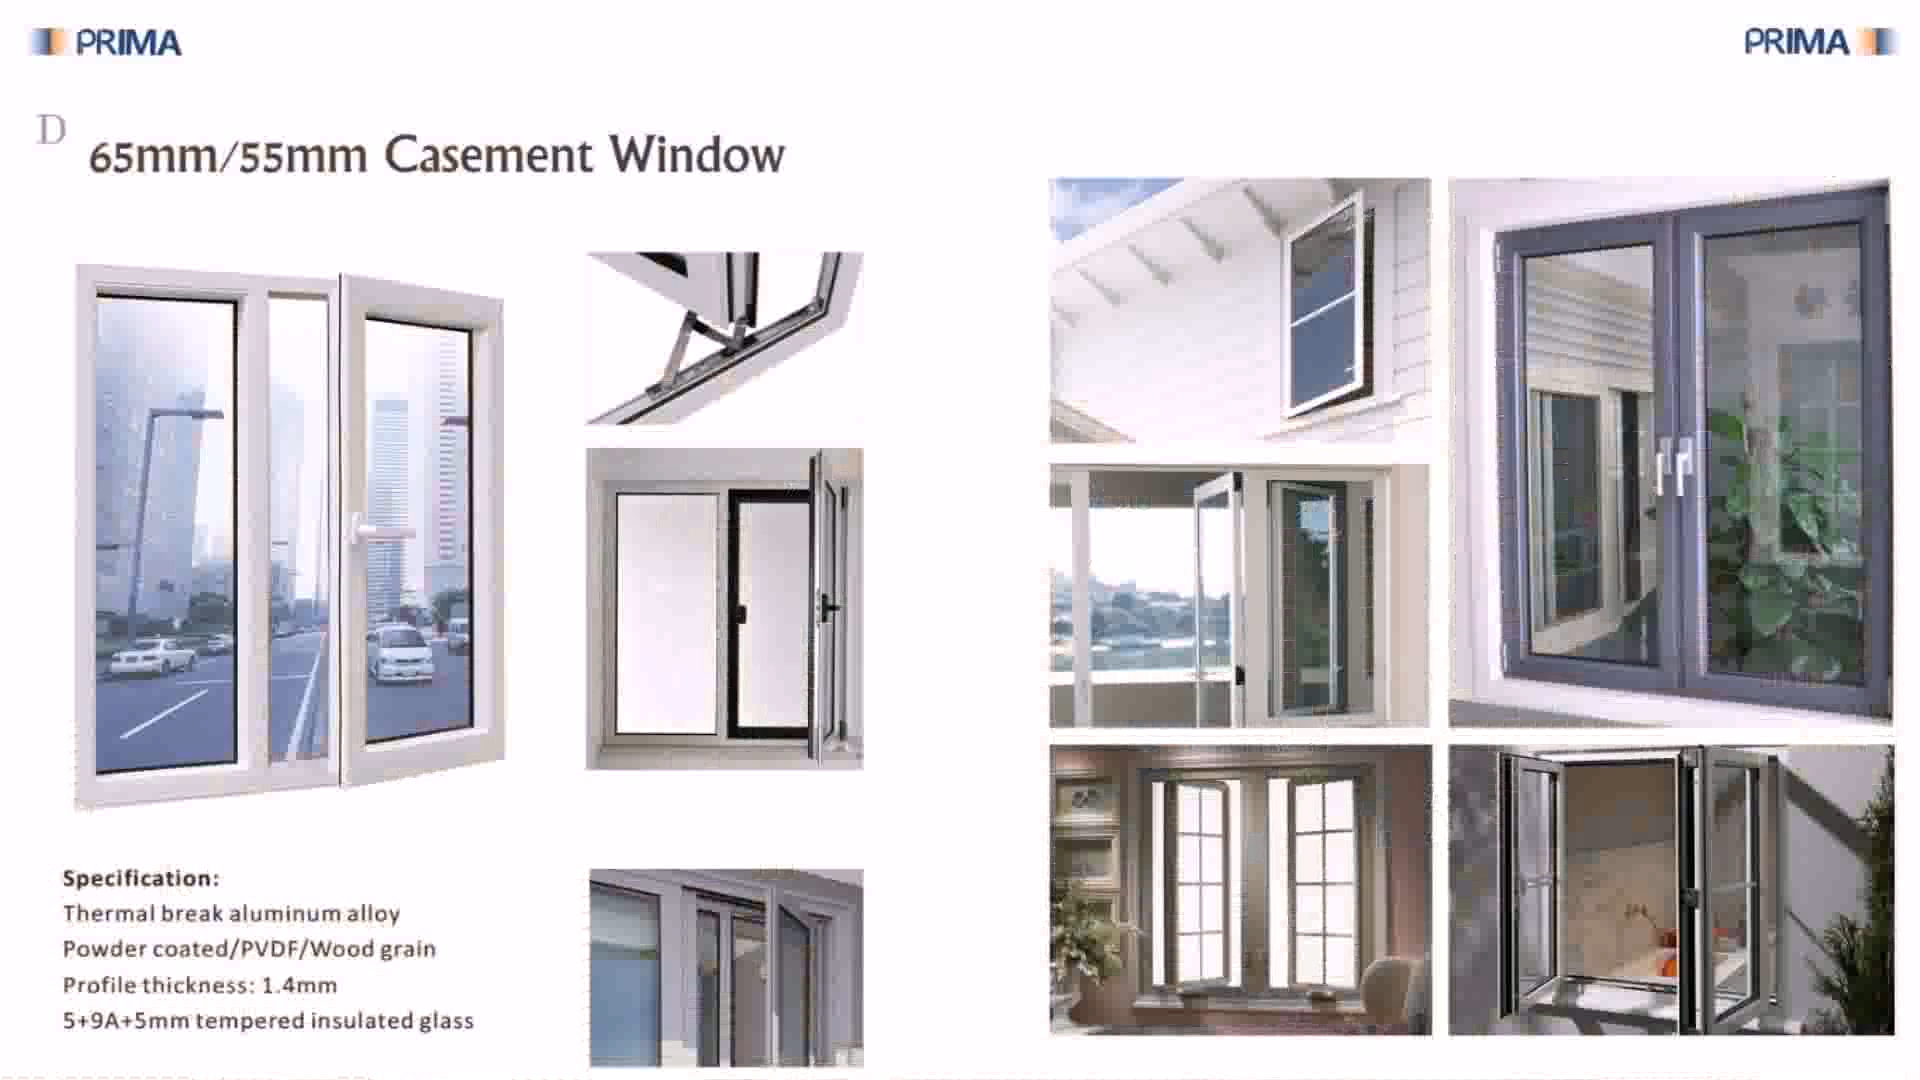 PRIMA
PRIMA
D
65mm/55mm Casement Window
Specification:
Thermal break aluminum alloy
Powder coated/PVDF/Wood grain
Profile thickness: 1.4mm
5+9A+5mm tempered insulated glass